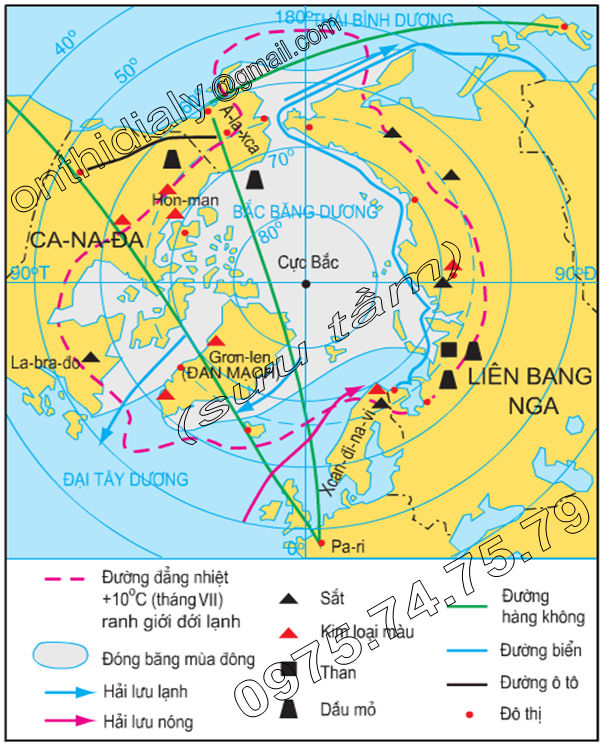 180° THÁI BÌNH DƯƠNG
40°
50°
60°
A-la-xca
70°
Hon-man
BẮC BĂNG DƯƠNG
80°
CA-NA-ĐA
Cực Bắc
90°T
90°Đ
Grơn-len
(ĐAN MẠCH)
La-bra-đo
LIÊN BANG
NGA
Xcan-đi-na-vi
ĐẠI TÂY DƯƠNG
0°
Pa-ri
onthidialy@gmail.com
(sưu tầm)
0975.74.75.79
Đường đẳng nhiệt
+10°C (tháng VII)
ranh giới đới lạnh
Đóng băng mùa đông
Hải lưu lạnh
Hải lưu nóng
Sắt
Kim loại màu
Than
Dầu mỏ
Đường
hàng không
Đường biển
Đường ô tô
Đô thị